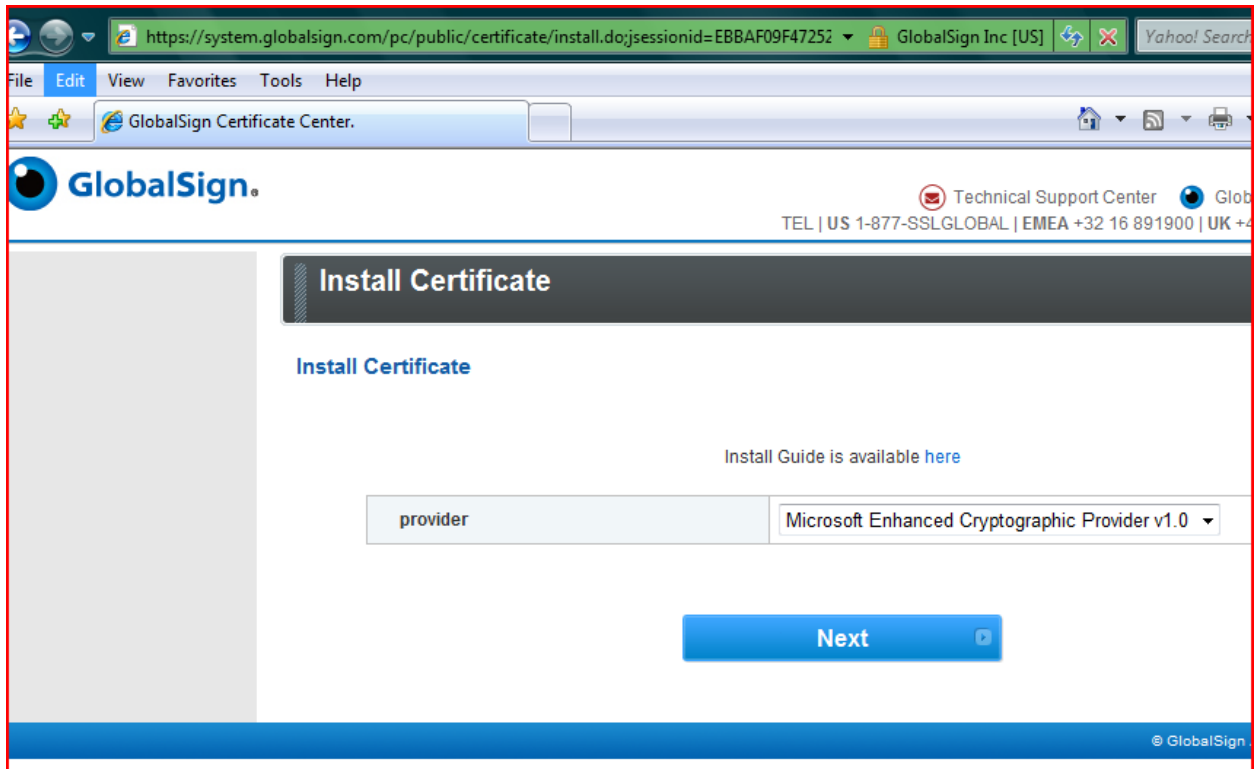 https://system.globalsign.com/pc/public/certificate/install.do;jsessionid=EBBAF09F47252 GlobalSign Inc [US] Yahoo! Search
File Edit View Favorites Tools Help
GlobalSign Certificate Center.
GlobalSign®
Technical Support Center Glob
TEL | US 1-877-SSLGLOBAL | EMEA +32 16 891900 | UK +4
Install Certificate
Install Certificate
Install Guide is available here
provider Microsoft Enhanced Cryptographic Provider v1.0
Next
© GlobalSign